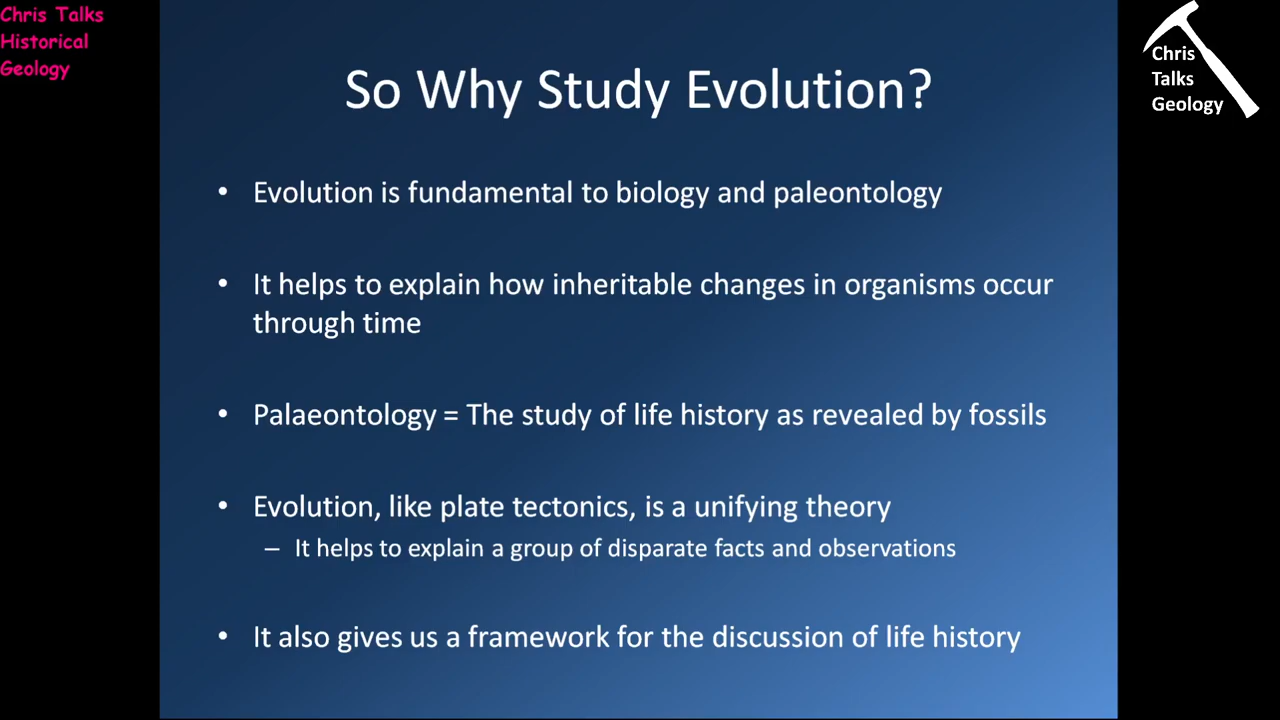 Chris Talks
Historical
Geology
Chris
Talks
Geology
So Why Study Evolution?
• Evolution is fundamental to biology and paleontology
• It helps to explain how inheritable changes in organisms occur
through time
• Palaeontology = The study of life history as revealed by fossils
• Evolution, like plate tectonics, is a unifying theory
– It helps to explain a group of disparate facts and observations
• It also gives us a framework for the discussion of life history